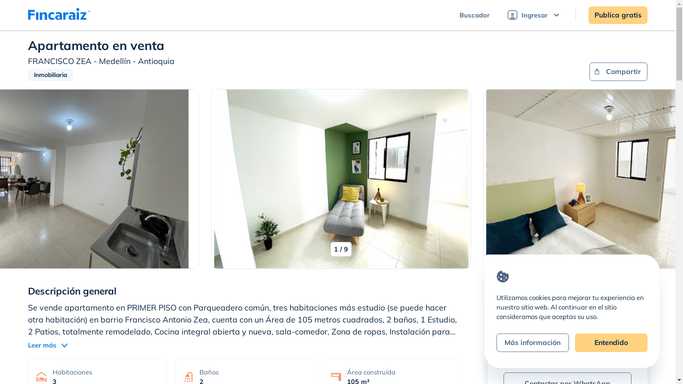 Fincaraiz
Buscador
Ingresar
Publica gratis
Apartamento en venta
FRANCISCO ZEA - Medellín - Antioquia
Inmobiliaria
Compartir
1 / 9
Descripción general
Se vende apartamento en PRIMER PISO con Parqueadero común, tres habitaciones más estudio (se puede hacer
otra habitación) en barrio Francisco Antonio Zea, cuenta con un Área de 105 metros cuadrados, 2 baños, 1 Estudio,
2 Patios, totalmente remodelado, Cocina integral abierta y nueva, sala-comedor, Zona de ropas, Instalación para...
Leer más
Habitaciones
3
Baños
2
Área construida
105 m²
Utilizamos cookies para mejorar tu experiencia en
nuestro sitio web. Al continuar en el sitio
consideramos que aceptas su uso.
Más información
Entendido
Contactar por WhatsApp